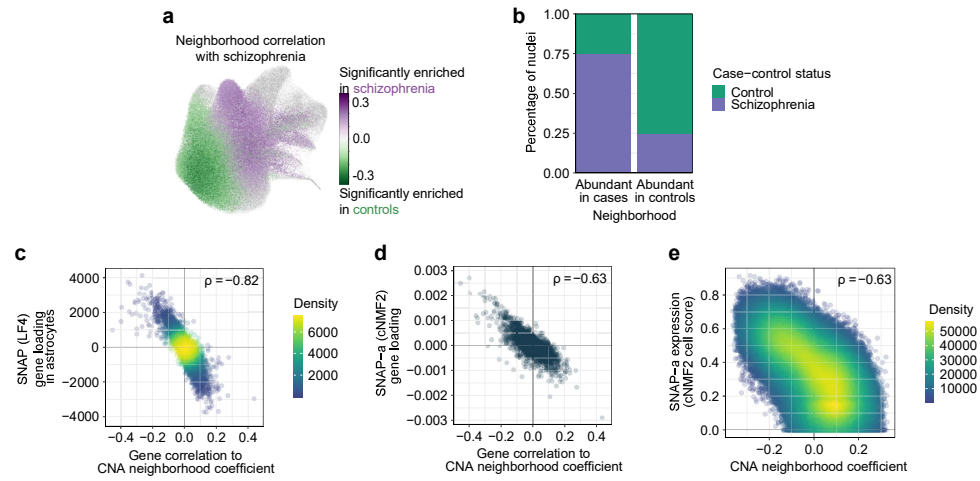 a
Neighborhood correlation
with schizophrenia
Significantly enriched
in schizophrenia
0.3
0.0
-0.3
Significantly enriched
in controls
b
Percentage of nuclei
1.00
0.75
0.50
0.25
0.00
Abundant
in cases
Abundant
in controls
Neighborhood
Case-control status
Control
Schizophrenia
c
SNAP (LF4)
gene loading
in astrocytes
4000
2000
0
−2000
−4000
ρ = −0.82
−0.4
−0.2
0.0
0.2
0.4
Gene correlation to
CNA neighborhood coefficient
Density
6000
4000
2000
d
SNAP−a (cNMF2)
gene loading
0.003
0.002
0.001
0.000
−0.001
−0.002
−0.003
ρ = −0.63
−0.4
−0.2
0.0
0.2
0.4
Gene correlation to
CNA neighborhood coefficient
e
SNAP−a expression
(cNMF2 cell score)
0.8
0.6
0.4
0.2
0.0
ρ = −0.63
−0.2
0.0
0.2
CNA neighborhood coefficient
Density
50000
40000
30000
20000
10000